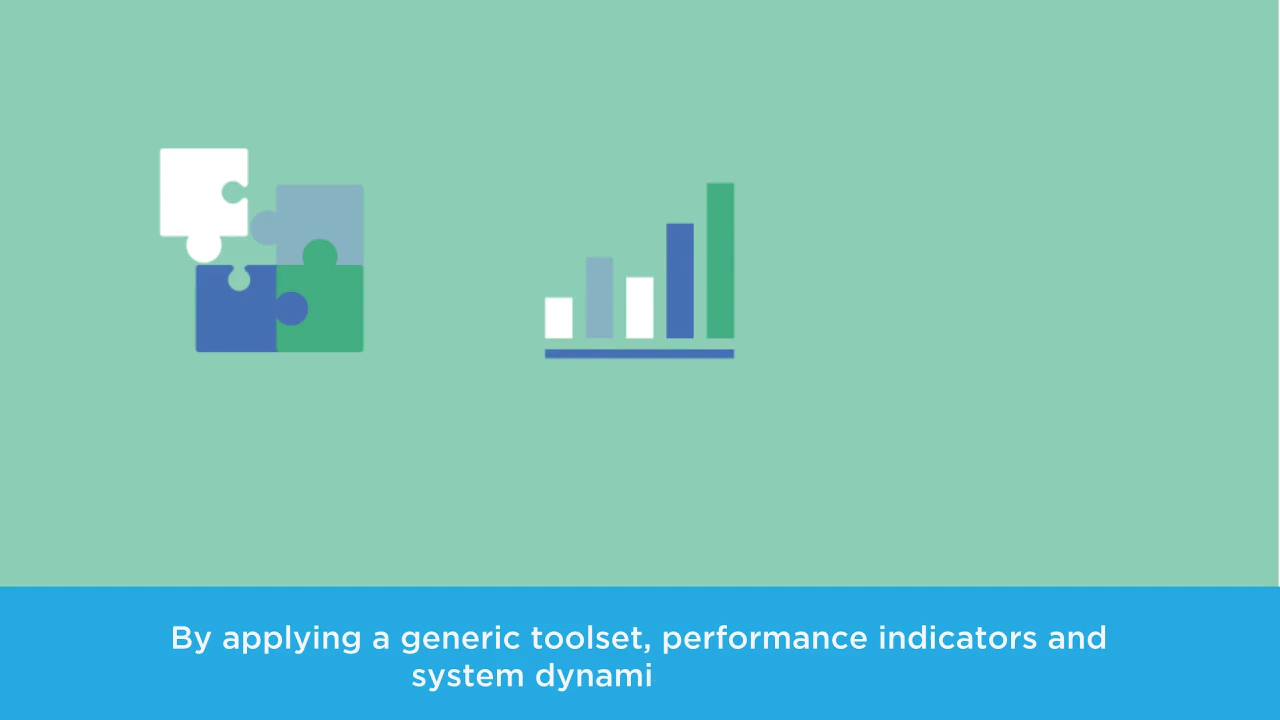 By applying a generic toolset, performance indicators and
system dynami